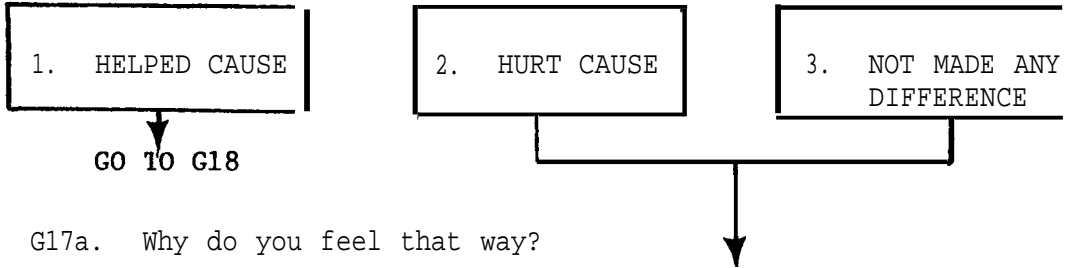 1. HELPED CAUSE
2. HURT CAUSE
3. NOT MADE ANY
DIFFERENCE
GO TO G18
G17a. Why do you feel that way?